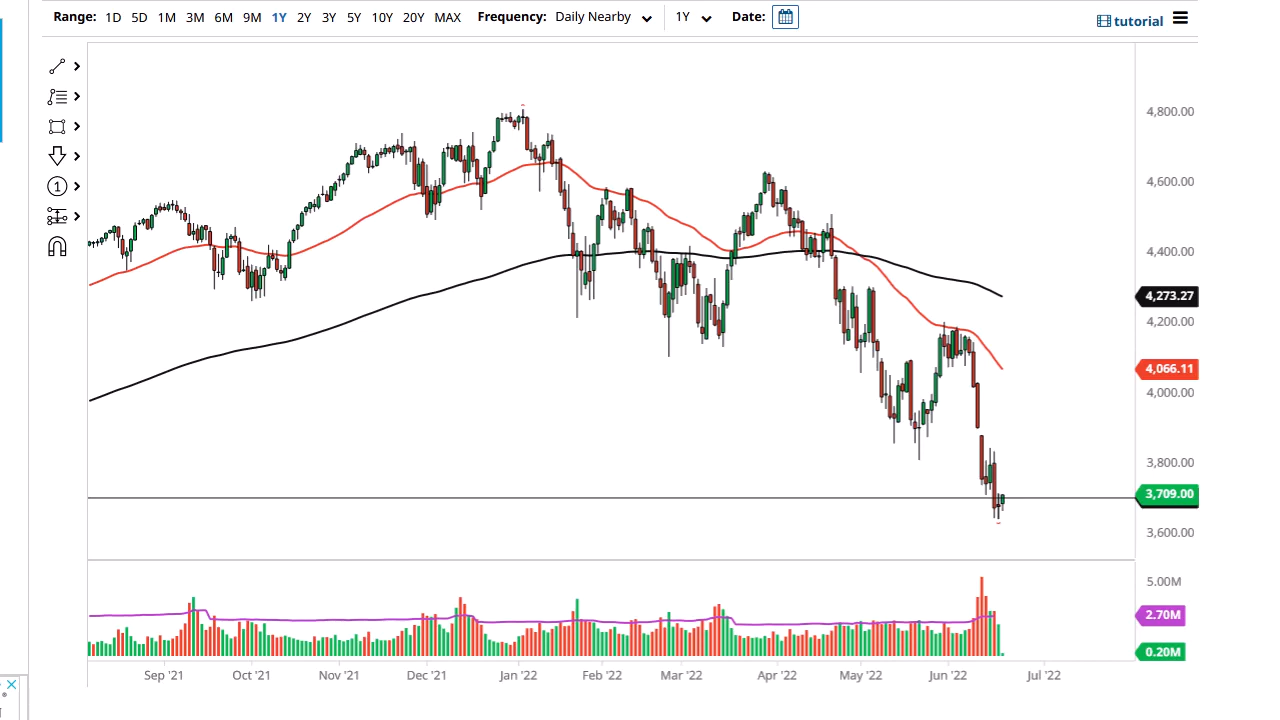 Range: 1D 5D 1M 3M 6M 9M 1Y 2Y 3Y 5Y 10Y 20Y MAX Frequency: Daily Nearby 1Y Date:
tutorial
1
4,800.00
4,600.00
4,400.00
4,273.27
4,200.00
4,066.11
4,000.00
3,800.00
3,709.00
3,600.00
5.00M
2.70M
0.20M
Sep '21 Oct '21 Nov '21 Dec '21 Jan '22 Feb '22 Mar '22 Apr '22 May '22 Jun '22 Jul '22